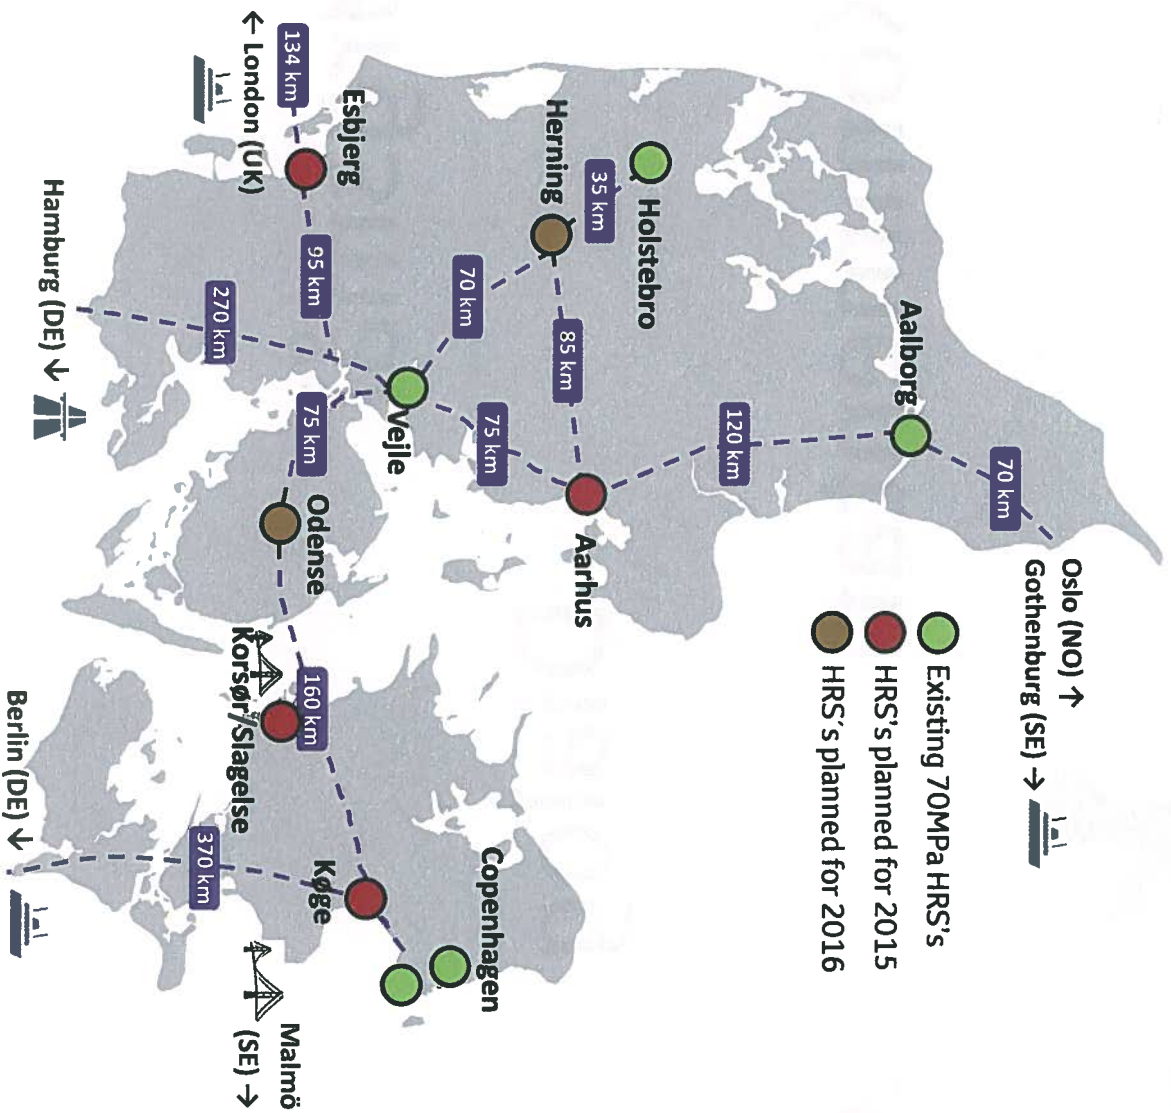 Oslo (NO) ↑
Gothenburg (SE) →
70 km
Existing 70MPa HRS's
Aalborg
HRS's planned for 2015
HRS's planned for 2016
120 km
Holstebro
35 km
Aarhus
85 km
Herning
75 km
Copenhagen
70 km
Vejle
Esbjerg
95 km
75 km
Odense
160 km
Køge
134 km
← London (UK)
Korsør/Slagelse
Malmö
(SE) →
270 km
370 km
Hamburg (DE) ↓
Berlin (DE) ↓